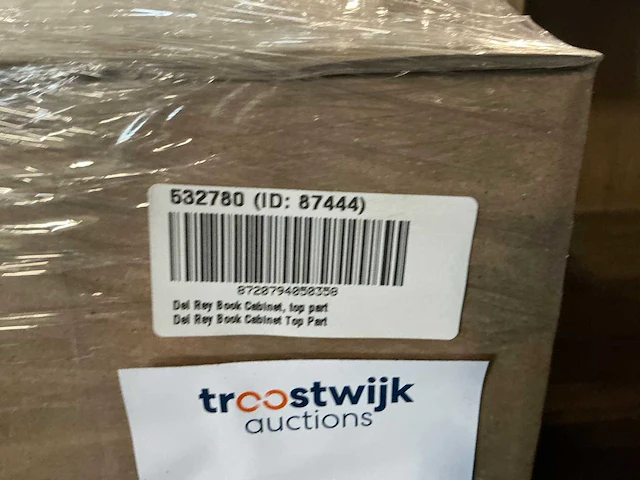 532780 (ID: 87444)
8720794050350
Del Rey Book Cabinet, top part
Del Rey Book Cabinet Top Part
troostwijk
auctions